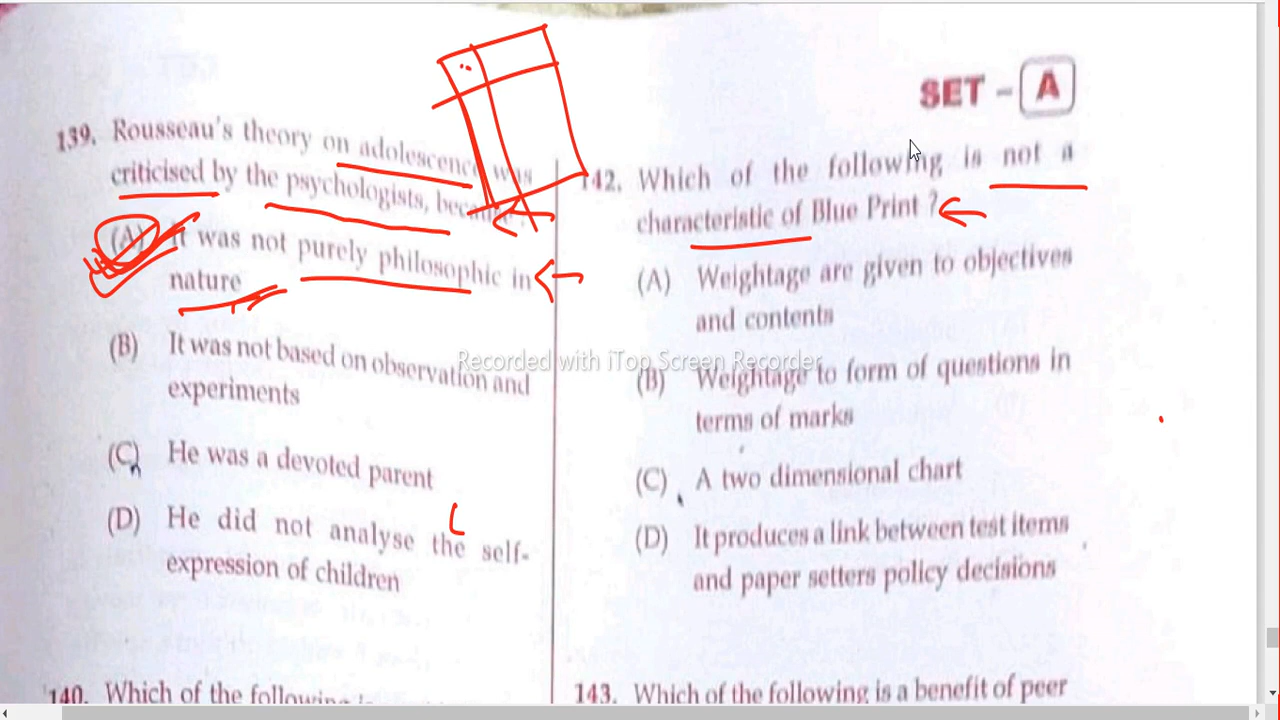 SET - A
139. Rousseau's theory on adolescence was
criticised by the psychologists, because
(A) It was not purely philosophic in
nature
(B) It was not based on observation and
experiments
(C) He was a devoted parent
(D) He did not analyse the self-
expression of children
140. Which of the following
142. Which of the following is not a
characteristic of Blue Print ?
(A) Weightage are given to objectives
and contents
(B) Weightage to form of questions in
terms of marks
(C) A two dimensional chart
(D) It produces a link between test items
and paper setters policy decisions
143. Which of the following is a benefit of peer
Recorded with iTop Screen Recorder